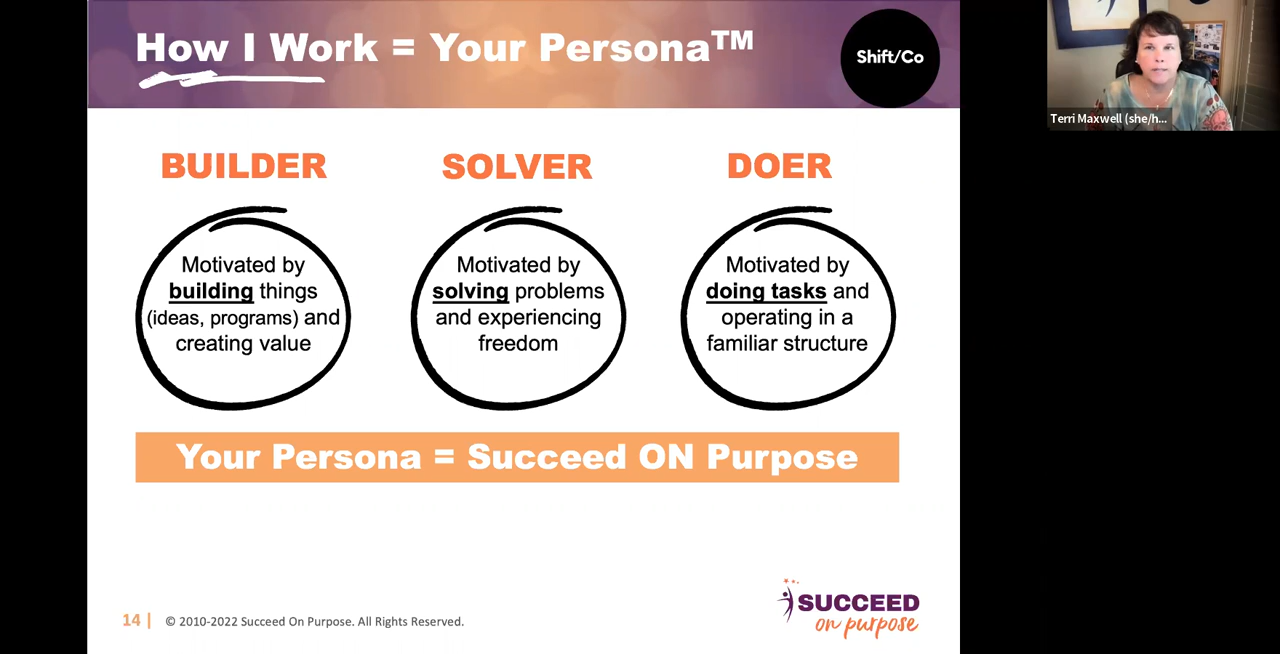 How I Work = Your Persona™
Shift/Co
Terri Maxwell (she/h...
BUILDER
Motivated by
building things
(ideas, programs) and
creating value
SOLVER
Motivated by
solving problems
and experiencing
freedom
DOER
Motivated by
doing tasks and
operating in a
familiar structure
Your Persona = Succeed ON Purpose
14 |
© 2010-2022 Succeed On Purpose. All Rights Reserved.
SUCCEED
on purpose